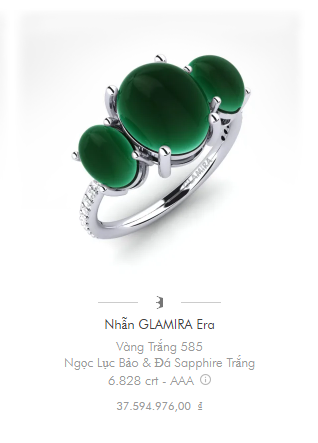 GLAMIRA
Nhẫn GLAMIRA Era
Vàng Trắng 585
Ngọc Lục Bảo & Đá Sapphire Trắng
6.828 crt - AAA
37.594.976,00 ₫